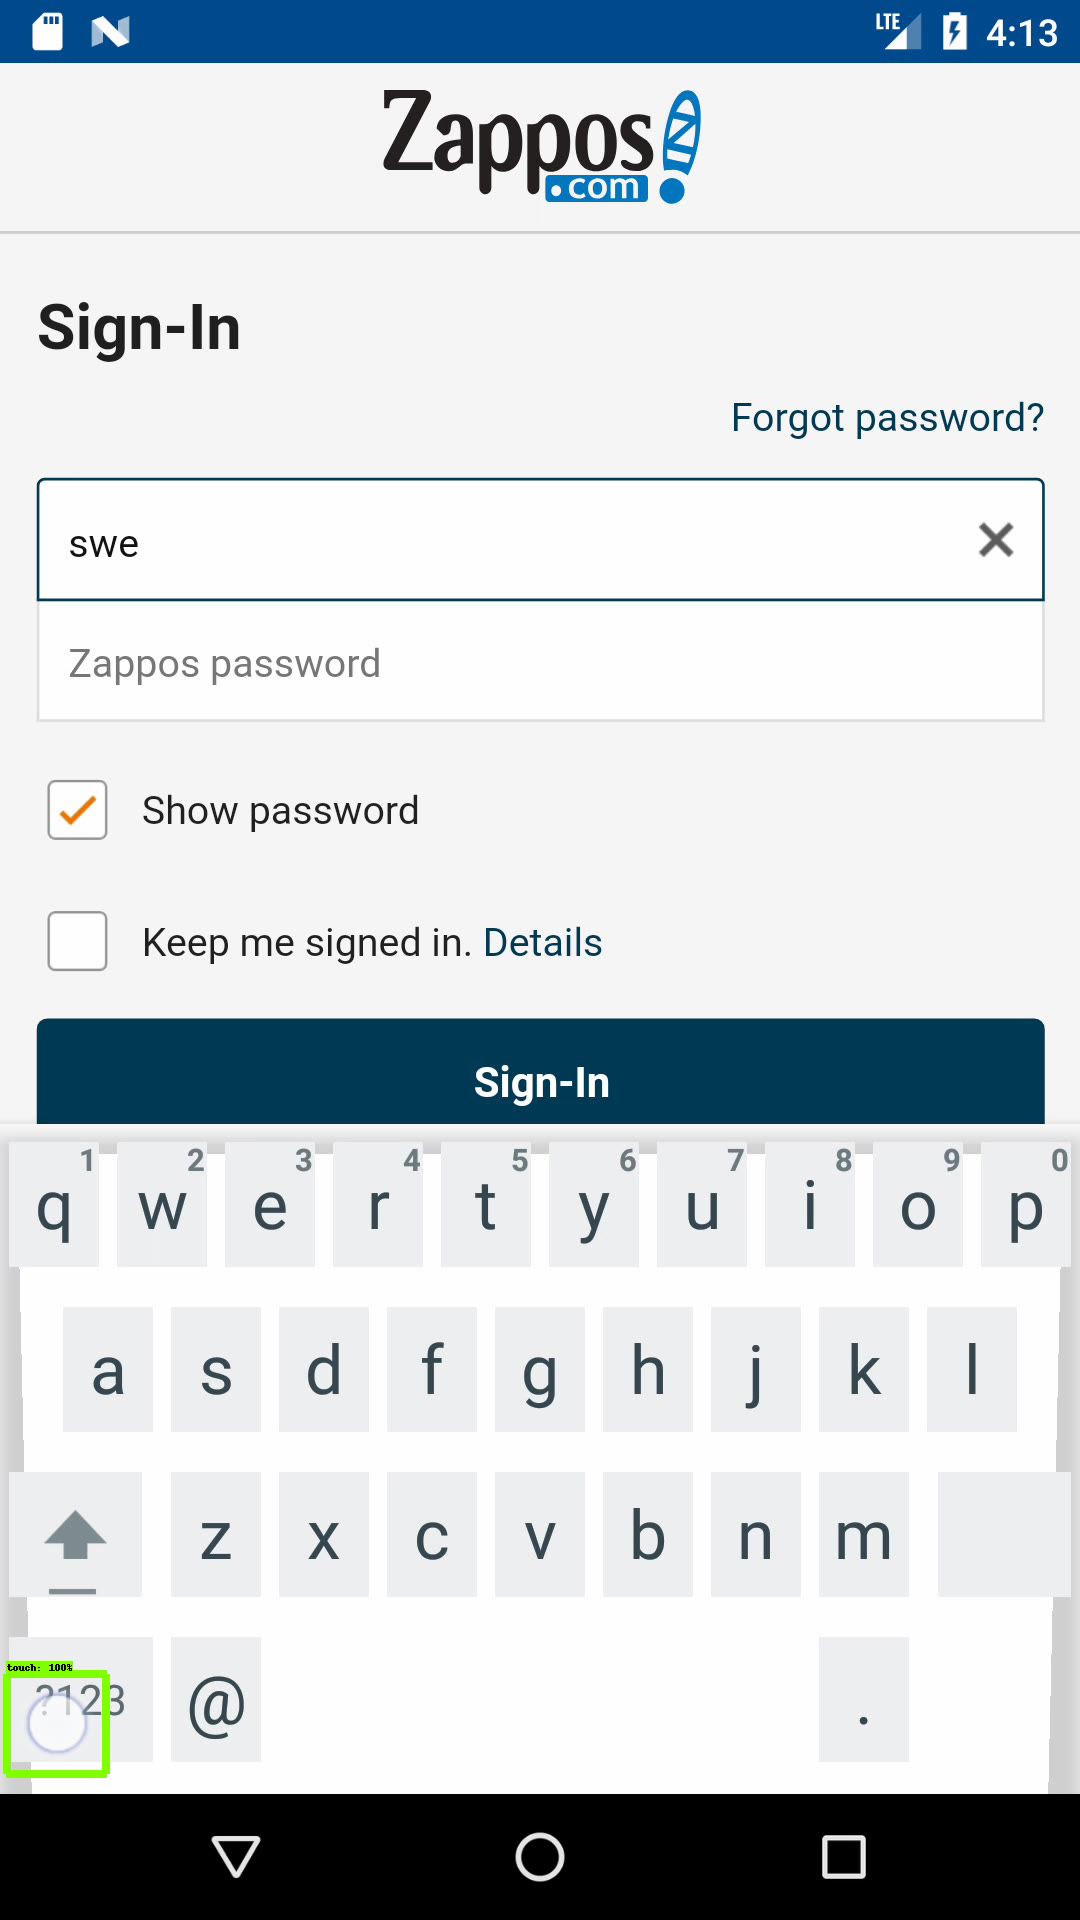 LTE 4:13
Zappos
.com
Sign-In
Forgot password?
swe
Zappos password
Show password
Keep me signed in. Details
Sign-In
1 2 3 4 5 6 7 8 9 0
q w e r t y u i o p
a s d f g h j k l
z x c v b n m
touch: 100%
?123 @ .